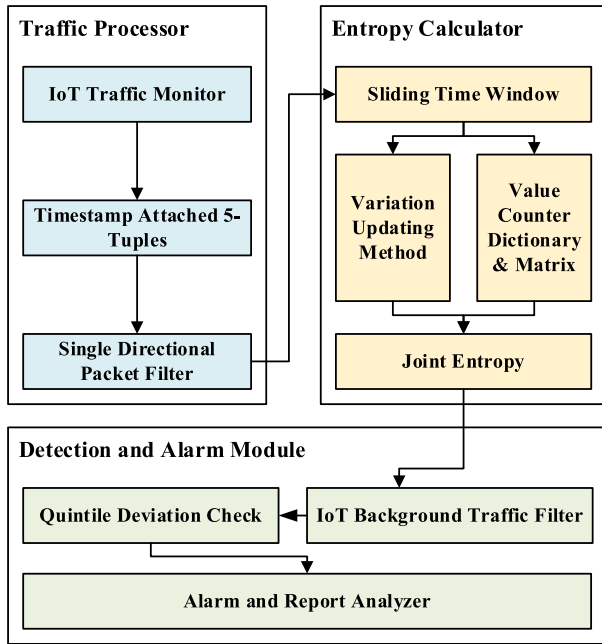 Traffic Processor
IoT Traffic Monitor
Timestamp Attached 5-
Tuples
Single Directional
Packet Filter
Entropy Calculator
Sliding Time Window
Variation
Updating
Method
Value
Counter
Dictionary
& Matrix
Joint Entropy
Detection and Alarm Module
Quintile Deviation Check
IoT Background Traffic Filter
Alarm and Report Analyzer